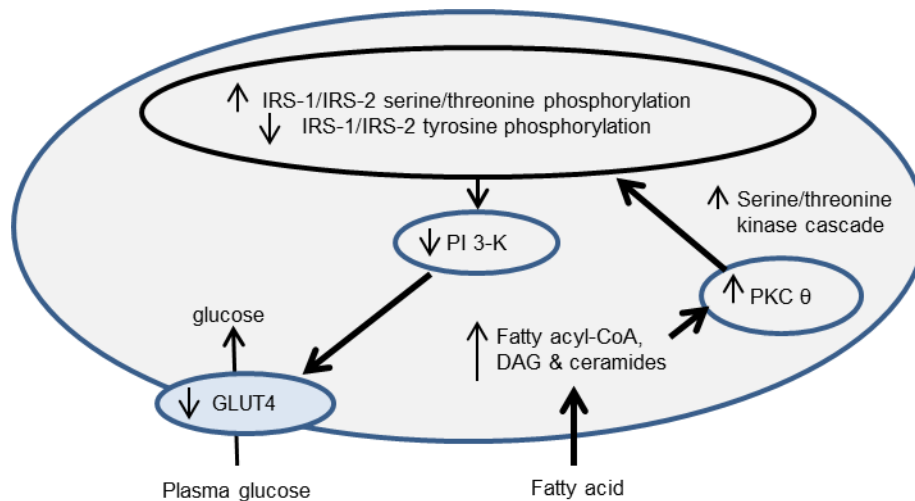 IRS-1/IRS-2 serine/threonine phosphorylation
IRS-1/IRS-2 tyrosine phosphorylation
Serine/threonine
kinase cascade
PI 3-K
PKC θ
glucose
Fatty acyl-CoA,
DAG & ceramides
GLUT4
Plasma glucose
Fatty acid